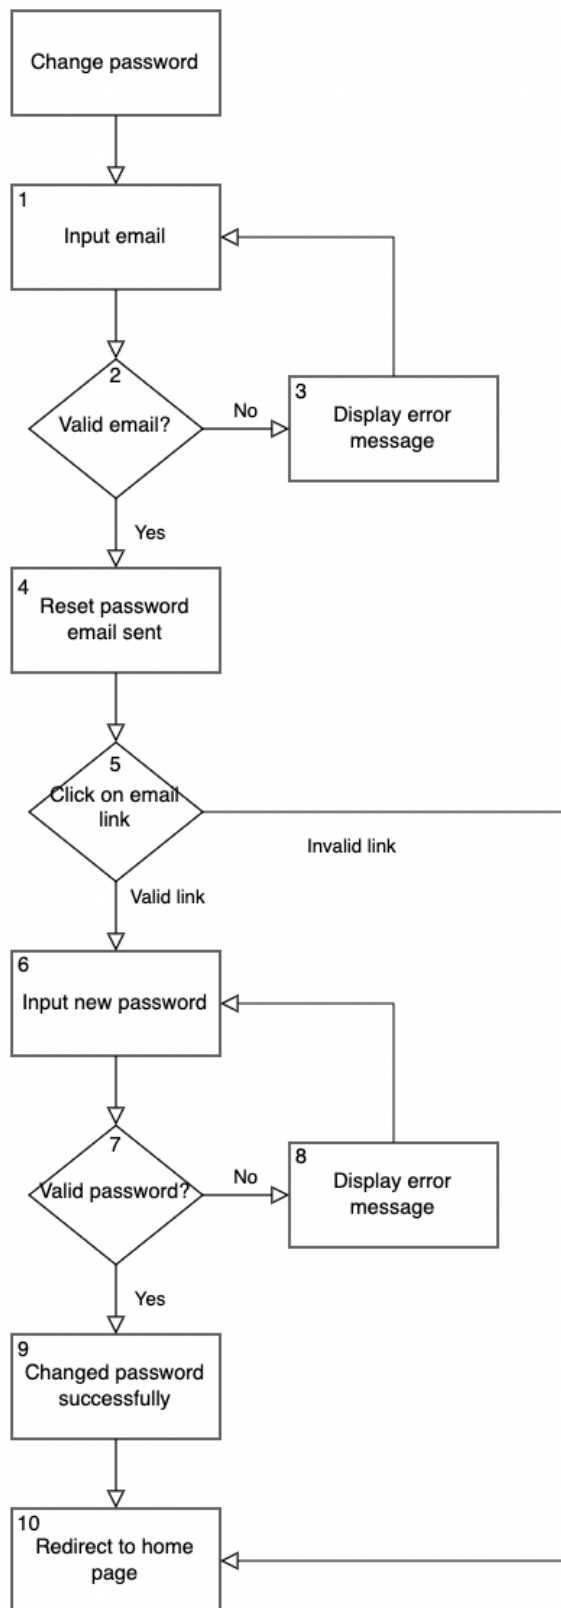 Change password
1
Input email
2
Valid email?
No
3
Display error
message
Yes
4
Reset password
email sent
5
Click on email
link
Invalid link
Valid link
6
Input new password
7
Valid password?
No
8
Display error
message
Yes
9
Changed password
successfully
10
Redirect to home
page